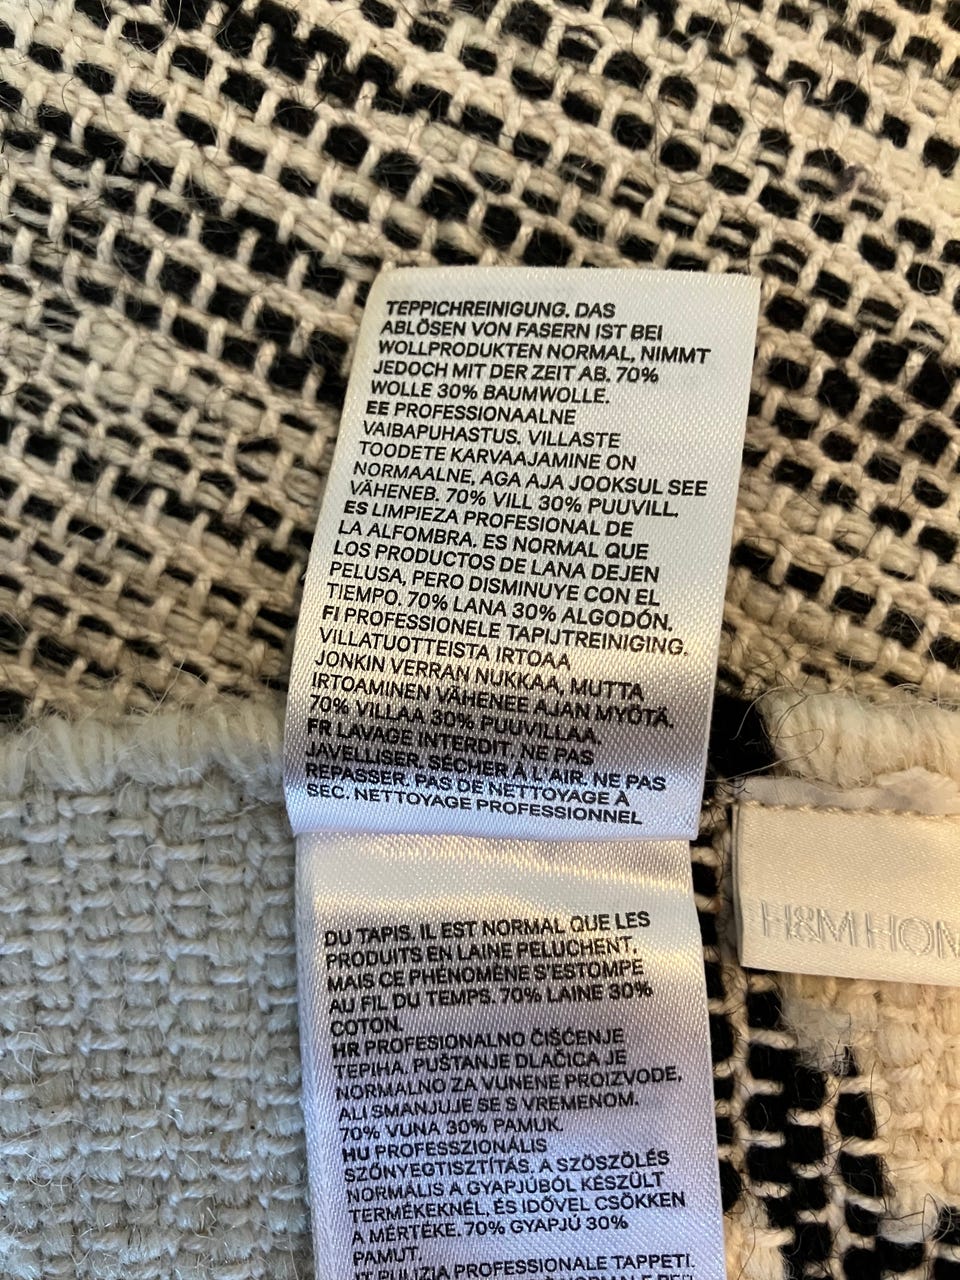 TEPPICHREINIGUNG. DAS
ABLÖSEN VON FASERN IST BEI
WOLLPRODUKTEN NORMAL, NIMMT
JEDOCH MIT DER ZEIT AB. 70%
WOLLE 30% BAUMWOLLE.
EE PROFESSIONAALNE
VAIBAPUHASTUS. VILLASTE
TOODETE KARVAAJAMINE ON
NORMAALNE, AGA AJA JOOKSUL SEE
VÄHENEB. 70% VILL 30% PUUVILL.
ES LIMPIEZA PROFESIONAL DE
LA ALFOMBRA. ES NORMAL QUE
LOS PRODUCTOS DE LANA DEJEN
PELUSA, PERO DISMINUYE CON EL
TIEMPO. 70% LANA 30% ALGODÓN.
FI PROFESSIONELE TAPIJTREINIGING.
VILLATUOTTEISTA IRTOAA
JONKIN VERRAN NUKKAA, MUTTA
IRTOAMINEN VÄHENEE AJAN MYÖTÄ.
70% VILLAA 30% PUUVILLAA.
FR LAVAGE INTERDIT. NE PAS
JAVELLISER. SÉCHER À L'AIR. NE PAS
REPASSER. PAS DE NETTOYAGE À
SEC. NETTOYAGE PROFESSIONNEL
DU TAPIS. IL EST NORMAL QUE LES
PRODUITS EN LAINE PELUCHENT,
MAIS CE PHÉNOMÈNE S'ESTOMPE
AU FIL DU TEMPS. 70% LAINE 30%
COTON.
HR PROFESIONALNO ČIŠĆENJE
TEPIHA. PUŠTANJE DLAČICA JE
NORMALNO ZA VUNENE PROIZVODE,
ALI SMANJUJE SE S VREMENOM.
70% VUNA 30% PAMUK.
HU PROFESSZIONÁLIS
SZŐNYEGTISZTÍTÁS. A SZÖSZÖLÉS
NORMÁLIS A GYAPJÚBÓL KÉSZÜLT
TERMÉKEKNÉL, ÉS IDŐVEL CSÖKKEN
A MÉRTÉKE. 70% GYAPJÚ 30%
PAMUT.
IT PULIZIA PROFESSIONALE TAPPETI.
H&M HOM